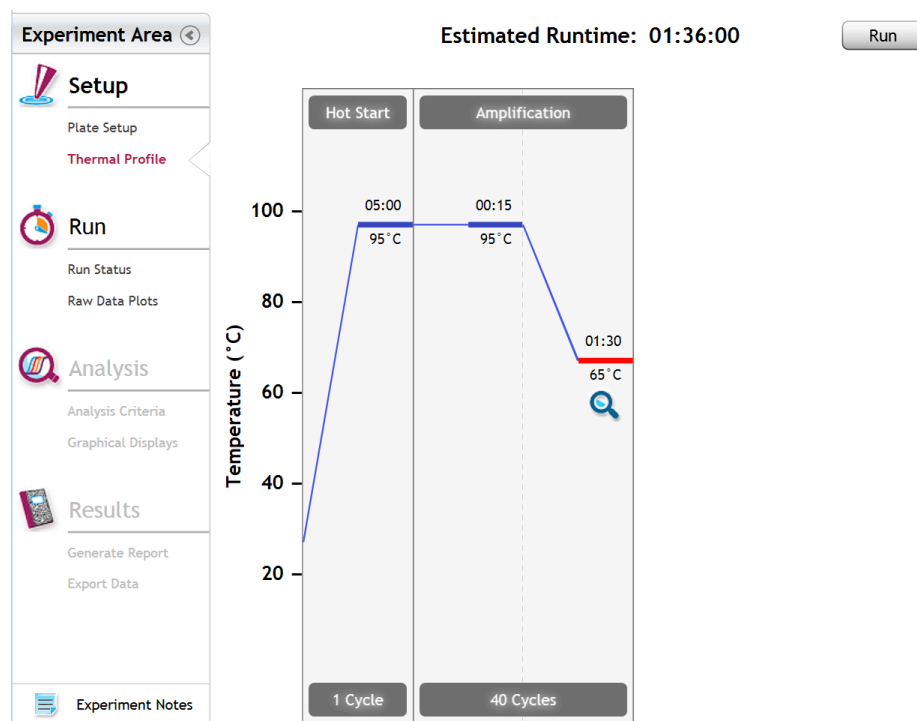 Experiment Area
Estimated Runtime: 01:36:00
Run
Setup
Plate Setup
Thermal Profile
Run
Run Status
Raw Data Plots
Analysis
Analysis Criteria
Graphical Displays
Results
Generate Report
Export Data
Experiment Notes
Hot Start
Amplification
Temperature (˚C)
100
80
60
40
20
05:00
95˚C
00:15
95˚C
01:30
65˚C
1 Cycle
40 Cycles